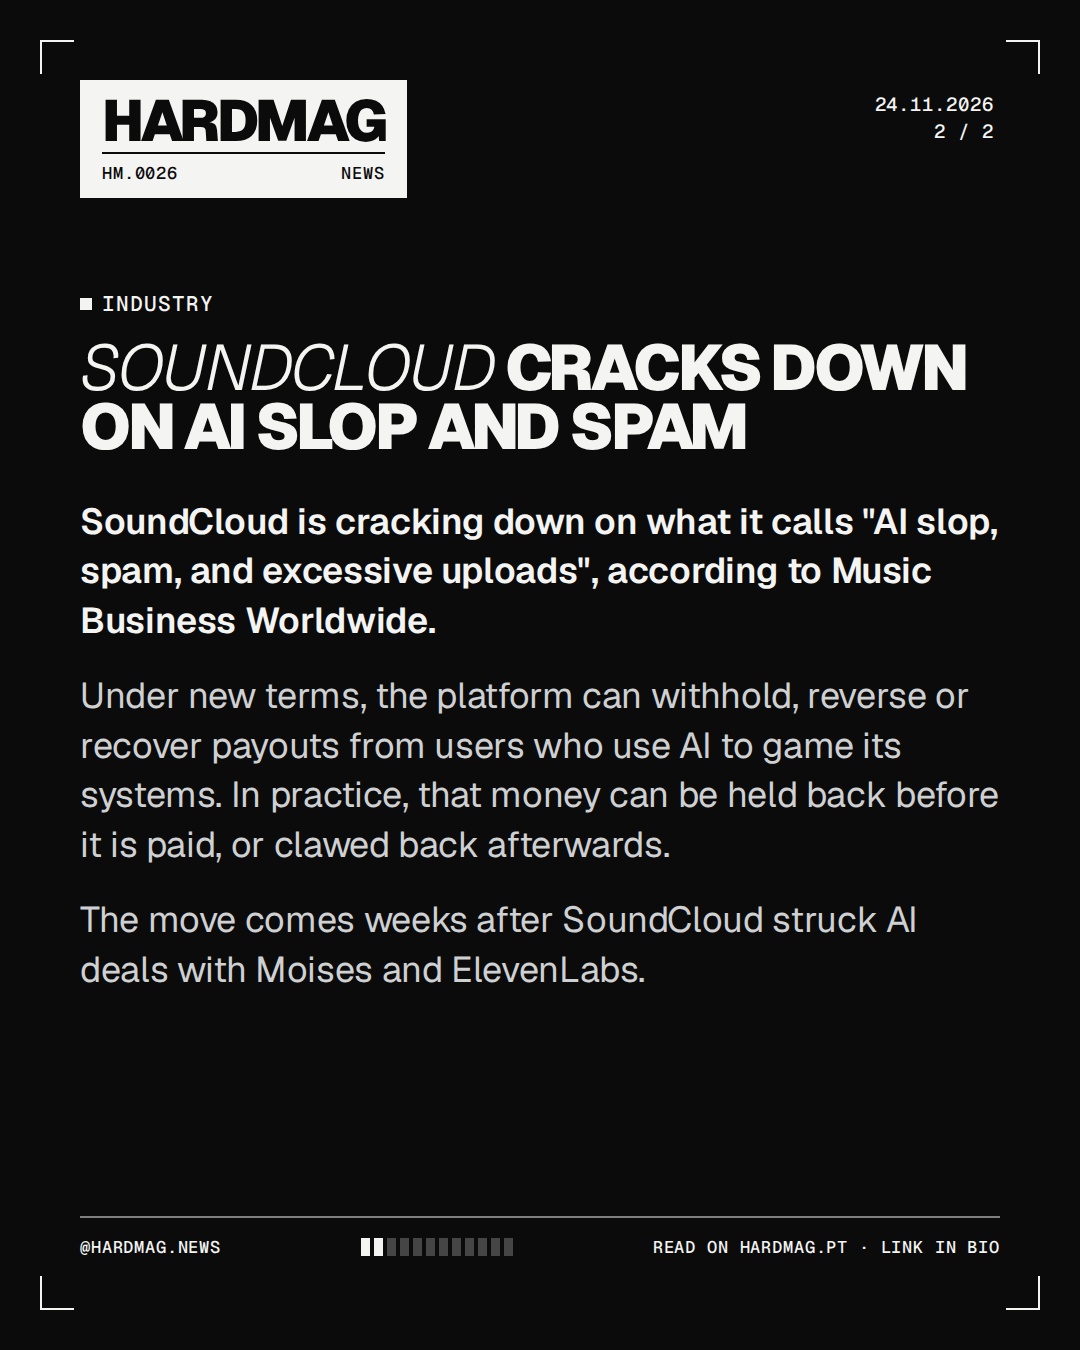 HARDMAG
HM.0026 NEWS
24.11.2026
2 / 2
INDUSTRY
SOUNDCLOUD CRACKS DOWN
ON AI SLOP AND SPAM
SoundCloud is cracking down on what it calls "AI slop,
spam, and excessive uploads", according to Music
Business Worldwide.
Under new terms, the platform can withhold, reverse or
recover payouts from users who use AI to game its
systems. In practice, that money can be held back before
it is paid, or clawed back afterwards.
The move comes weeks after SoundCloud struck AI
deals with Moises and ElevenLabs.
@HARDMAG.NEWS
READ ON HARDMAG.PT · LINK IN BIO